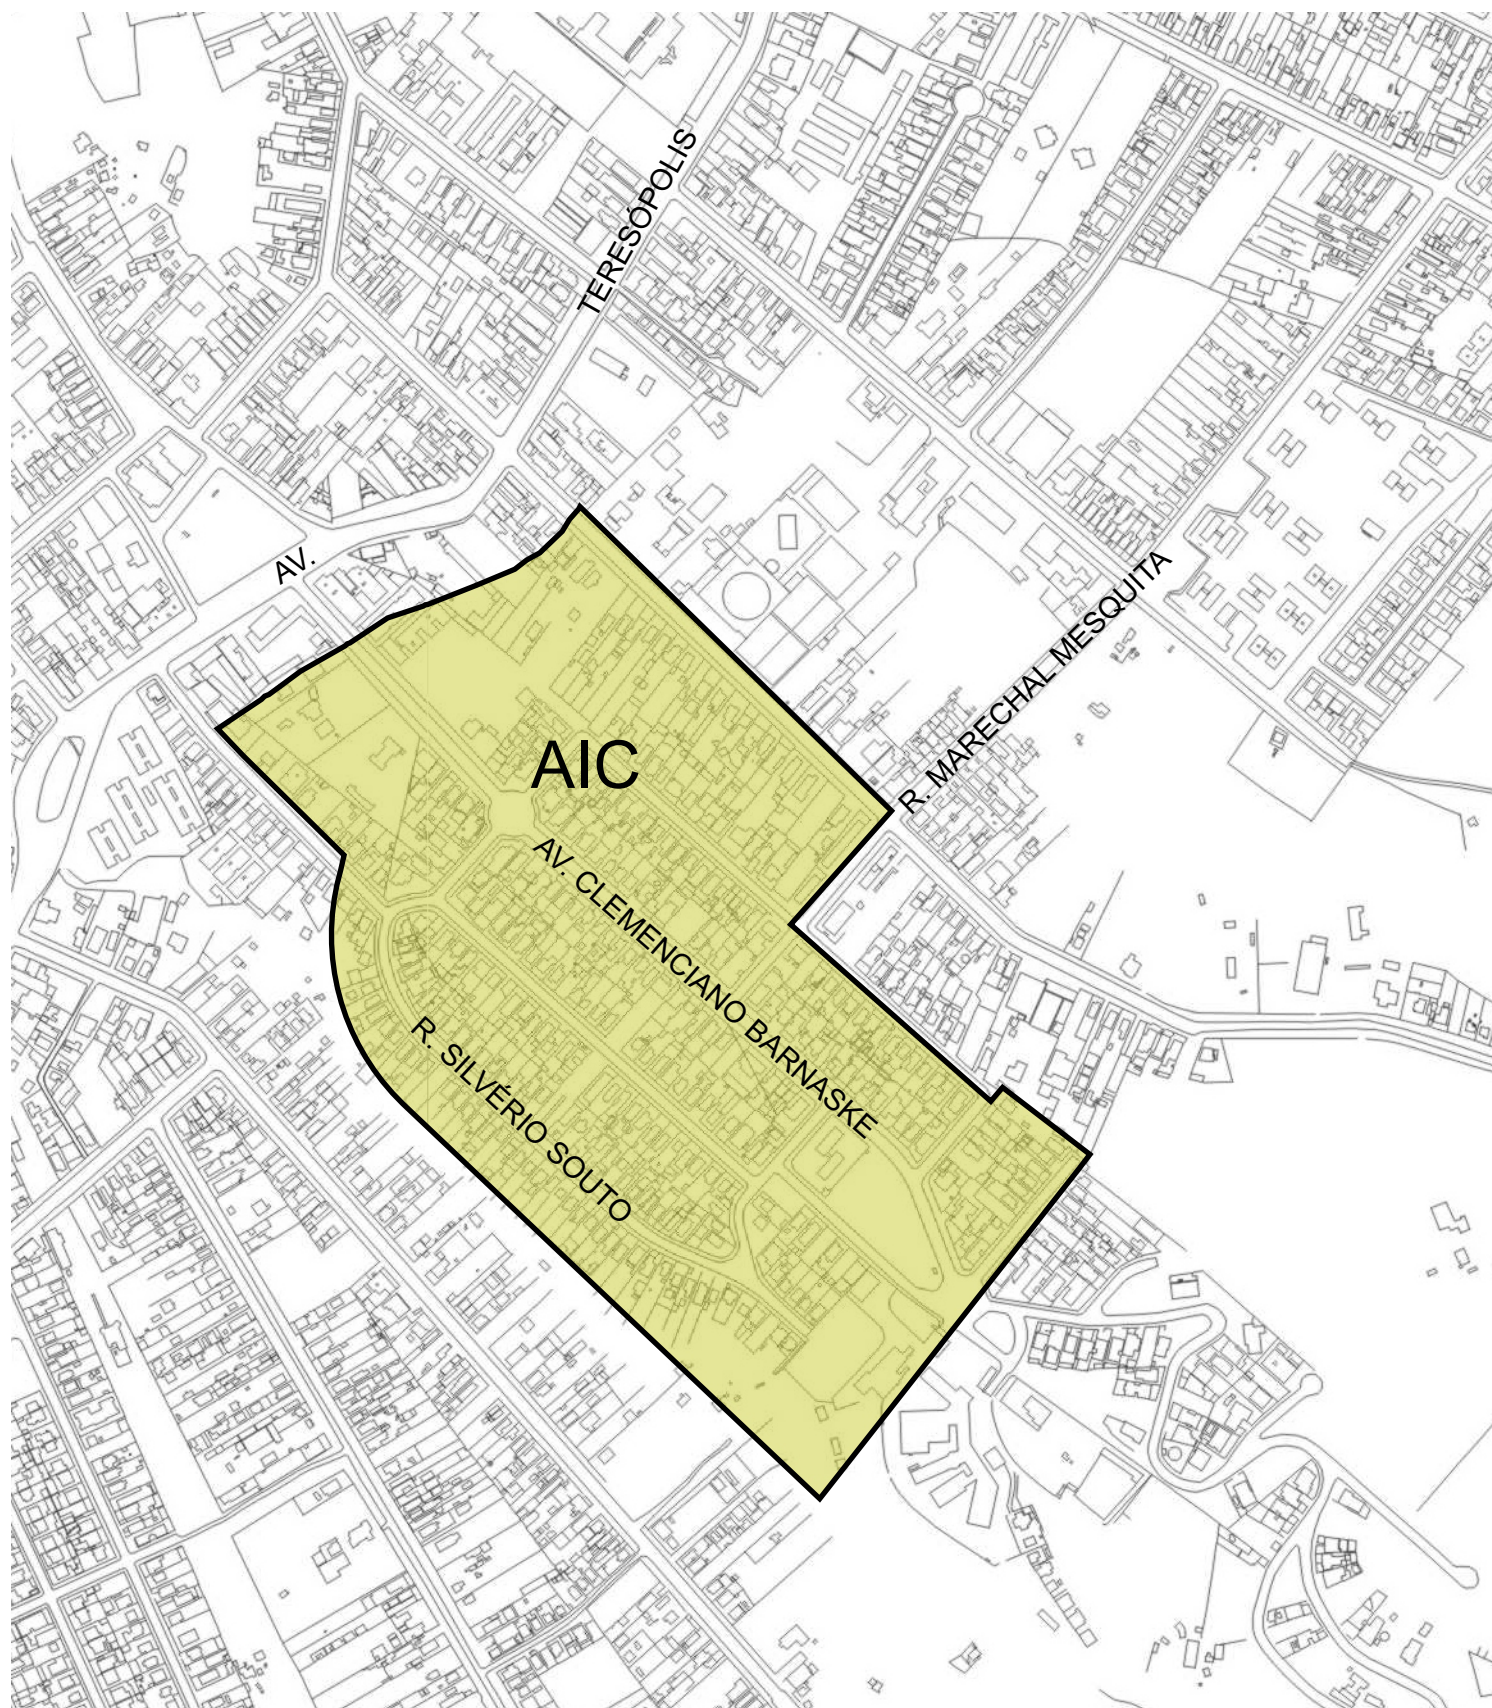 TERESÓPOLIS
AV.
R. MARECHAL MESQUITA
AIC
AV. CLEMENCIANO BARNASKE
R. SILVÉRIO SOUTO